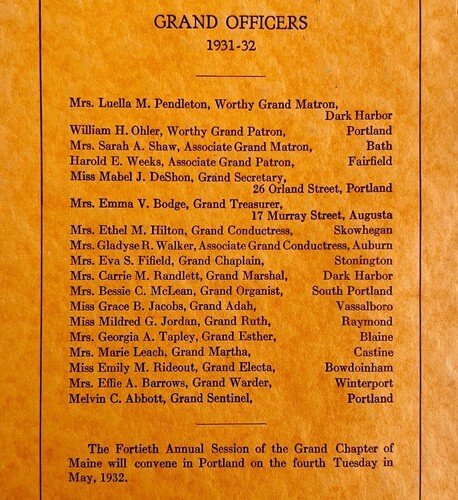 GRAND OFFICERS
1931-32
Mrs. Luella M. Pendleton, Worthy Grand Matron,
Dark Harbor
William H. Ohler, Worthy Grand Patron, Portland
Mrs. Sarah A. Shaw, Associate Grand Matron, Bath
Harold E. Weeks, Associate Grand Patron, Fairfield
Miss Mabel J. DeShon, Grand Secretary,
26 Orland Street, Portland
Mrs. Emma V. Bodge, Grand Treasurer,
17 Murray Street, Augusta
Mrs. Ethel M. Hilton, Grand Conductress, Skowhegan
Mrs. Gladyse R. Walker, Associate Grand Conductress, Auburn
Mrs. Eva S. Fifield, Grand Chaplain, Stonington
Mrs. Carrie M. Randlett, Grand Marshal, Dark Harbor
Mrs. Bessie C. McLean, Grand Organist, South Portland
Miss Grace B. Jacobs, Grand Adah, Vassalboro
Miss Mildred G. Jordan, Grand Ruth, Raymond
Mrs. Georgia A. Tapley, Grand Esther, Blaine
Mrs. Marie Leach, Grand Martha, Castine
Miss Emily M. Rideout, Grand Electa, Bowdoinham
Mrs. Effie A. Barrows, Grand Warder, Winterport
Melvin C. Abbott, Grand Sentinel, Portland
The Fortieth Annual Session of the Grand Chapter of
Maine will convene in Portland on the fourth Tuesday in
May, 1932.